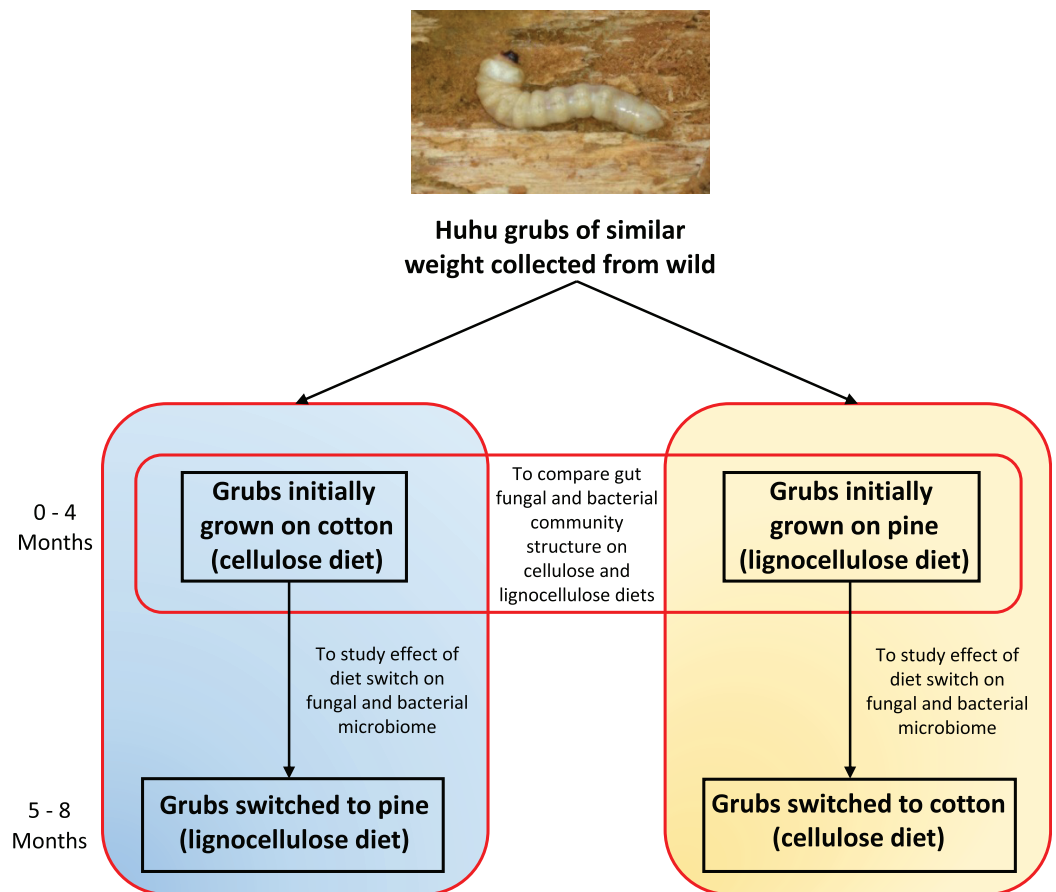 Huhu grubs of similar
weight collected from wild
0 - 4
Months
Grubs initially
grown on cotton
(cellulose diet)
To compare gut
fungal and bacterial
community
structure on
cellulose and
lignocellulose diets
Grubs initially
grown on pine
(lignocellulose diet)
To study effect of
diet switch on
fungal and bacterial
microbiome
To study effect of
diet switch on
fungal and bacterial
microbiome
5 - 8
Months
Grubs switched to pine
(lignocellulose diet)
Grubs switched to cotton
(cellulose diet)